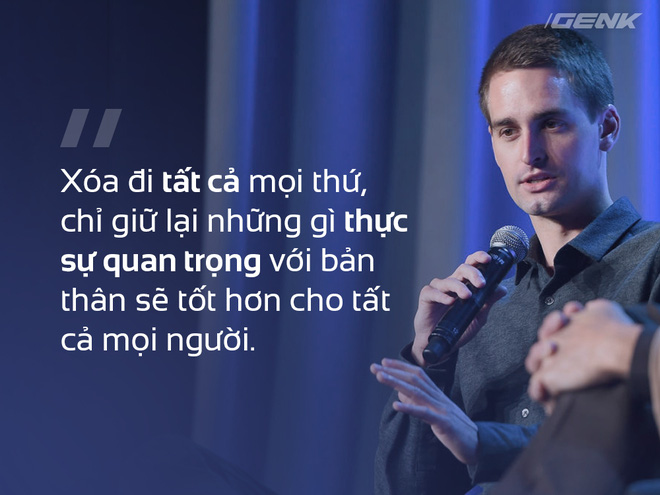 GENK
Xóa đi tất cả mọi thứ,
chỉ giữ lại những gì thực
sự quan trọng với bản
thân sẽ tốt hơn cho tất
cả mọi người.